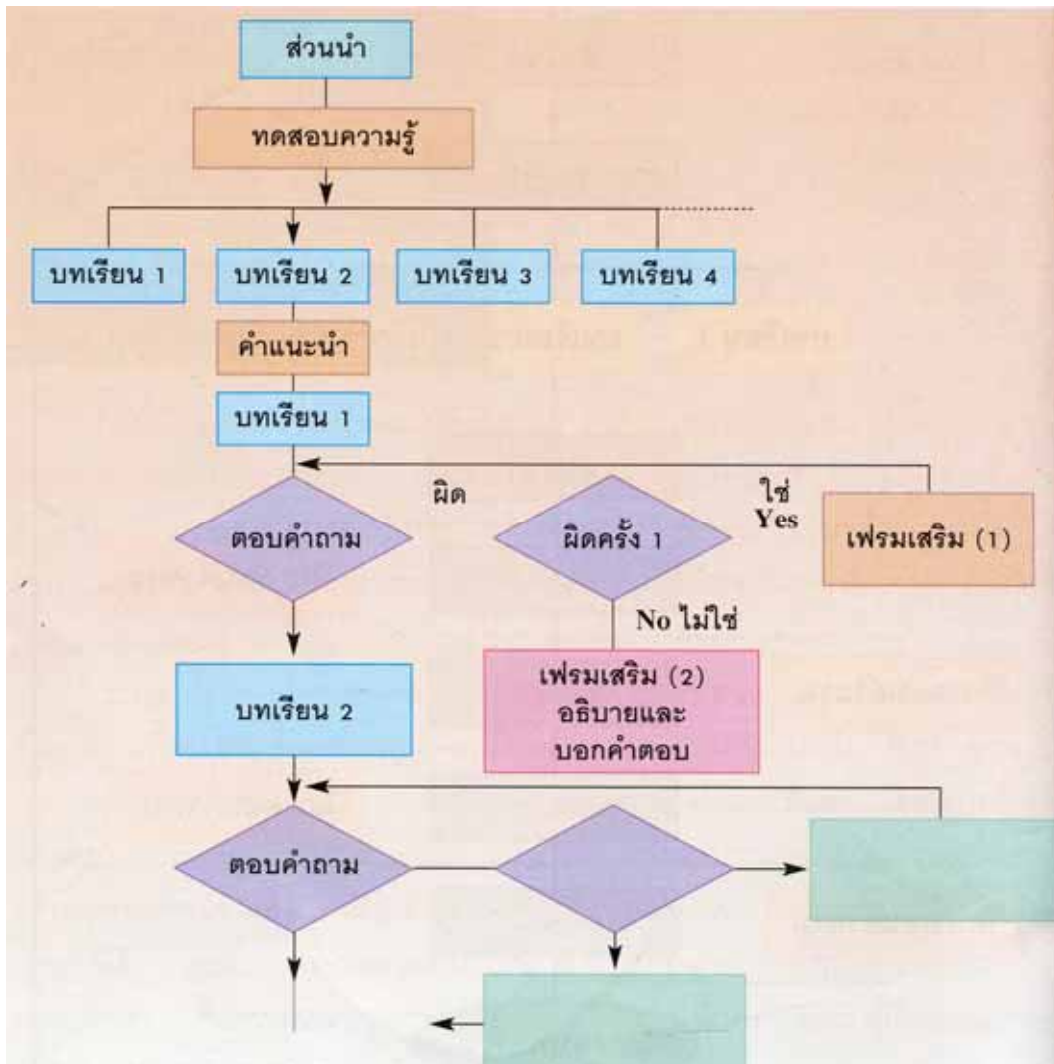 ส่วนนำ
ทดสอบความรู้
บทเรียน 1
บทเรียน 2
บทเรียน 3
บทเรียน 4
คำแนะนำ
บทเรียน 1
ตอบคำถาม
ผิด
ผิดครั้ง 1
ใช่
Yes
เฟรมเสริม (1)
No ไม่ใช่
บทเรียน 2
เฟรมเสริม (2)
อธิบายและ
บอกคำตอบ
ตอบคำถาม